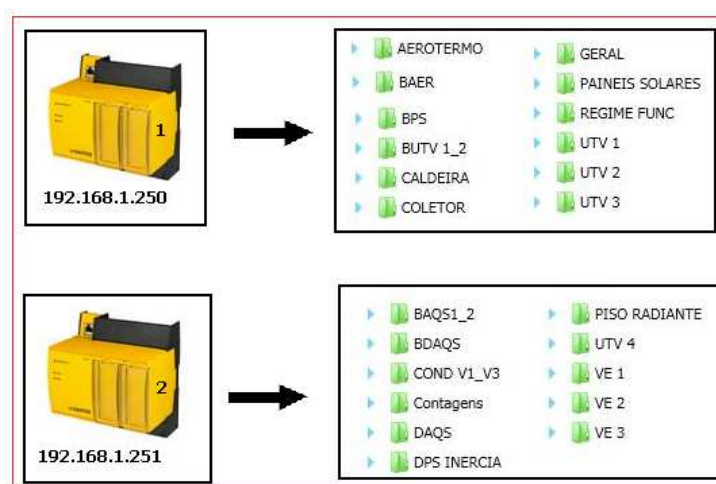 1
192.168.1.250
AEROTERMO
BAER
BPS
BUTV 1_2
CALDEIRA
COLETOR
GERAL
PAINEIS SOLARES
REGIME FUNC
UTV 1
UTV 2
UTV 3
2
192.168.1.251
BAQS1_2
BDAQS
COND V1_V3
Contagens
DAQS
DPS INERCIA
PISO RADIANTE
UTV 4
VE 1
VE 2
VE 3